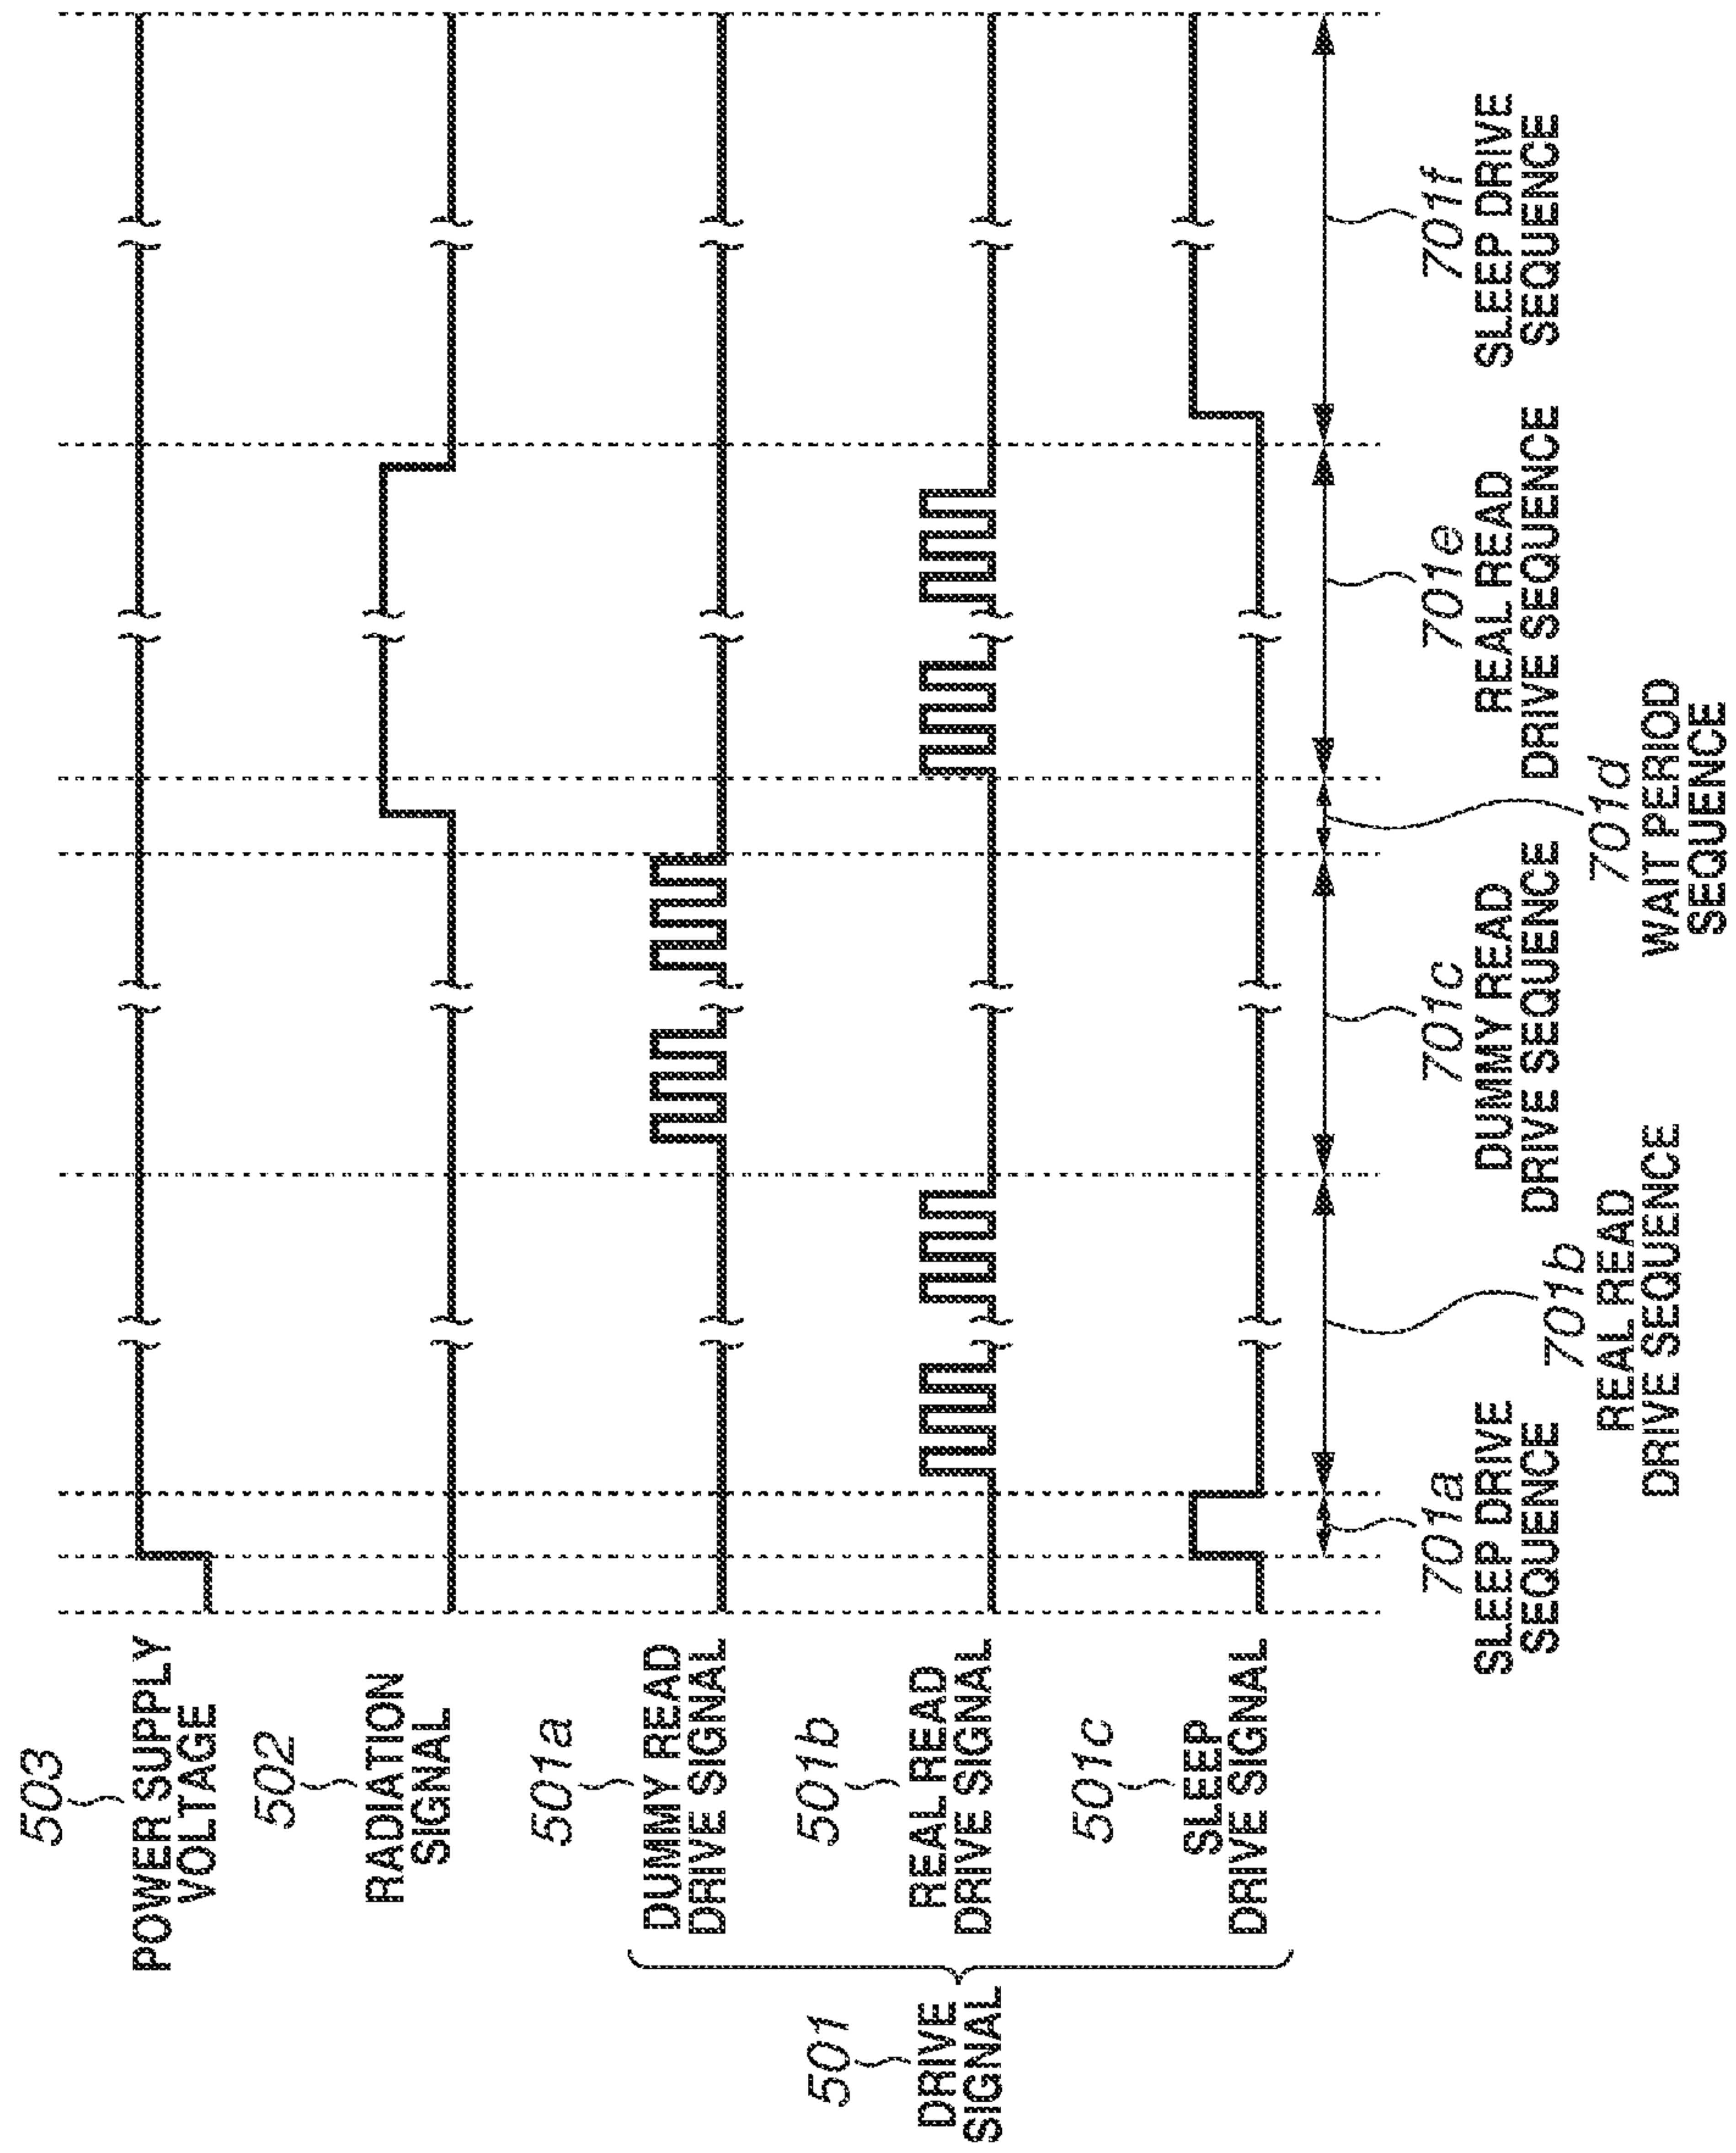 503
POWER SUPPLY
VOLTAGE
502
RADIATION
SIGNAL
501
DRIVE
SIGNAL
501a
DUMMY READ
DRIVE SIGNAL
501b
REAL READ
DRIVE SIGNAL
501c
SLEEP
DRIVE SIGNAL
701a
SLEEP DRIVE
SEQUENCE
701b
REAL READ
DRIVE SEQUENCE
701c
DUMMY READ
DRIVE SEQUENCE
701d
WAIT PERIOD
SEQUENCE
701e
REAL READ
DRIVE SEQUENCE
701f
SLEEP DRIVE
SEQUENCE